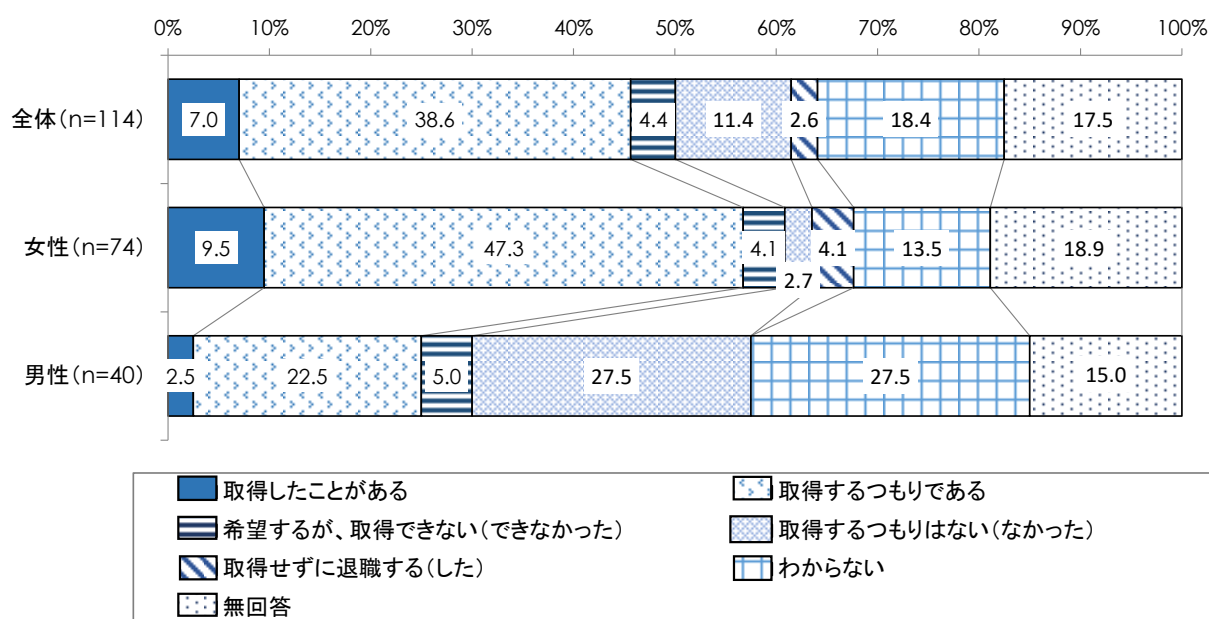 0% 10% 20% 30% 40% 50% 60% 70% 80% 90% 100%
全体(n=114) 7.0 38.6 4.4 11.4 2.6 18.4 17.5
女性(n=74) 9.5 47.3 4.1 2.7 4.1 13.5 18.9
男性(n=40) 2.5 22.5 5.0 27.5 27.5 15.0
取得したことがある 取得するつもりである
希望するが、取得できない(できなかった) 取得するつもりはない(なかった)
取得せずに退職する(した) わからない
無回答